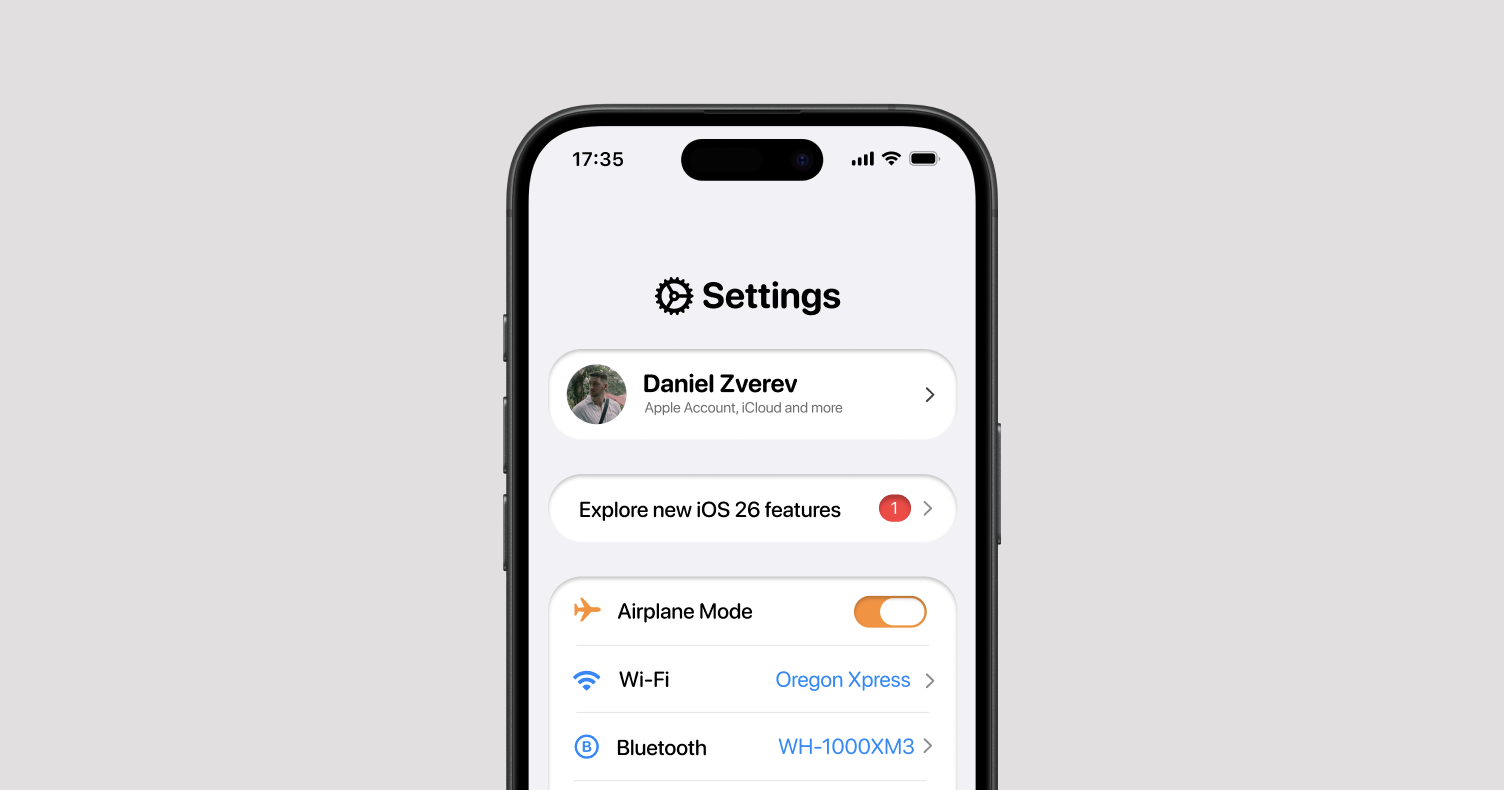 17:35
Settings
Daniel Zverev
Apple Account, iCloud and more
Explore new iOS 26 features
1
Airplane Mode
Wi-Fi
Oregon Xpress
B
Bluetooth
WH-1000XM3